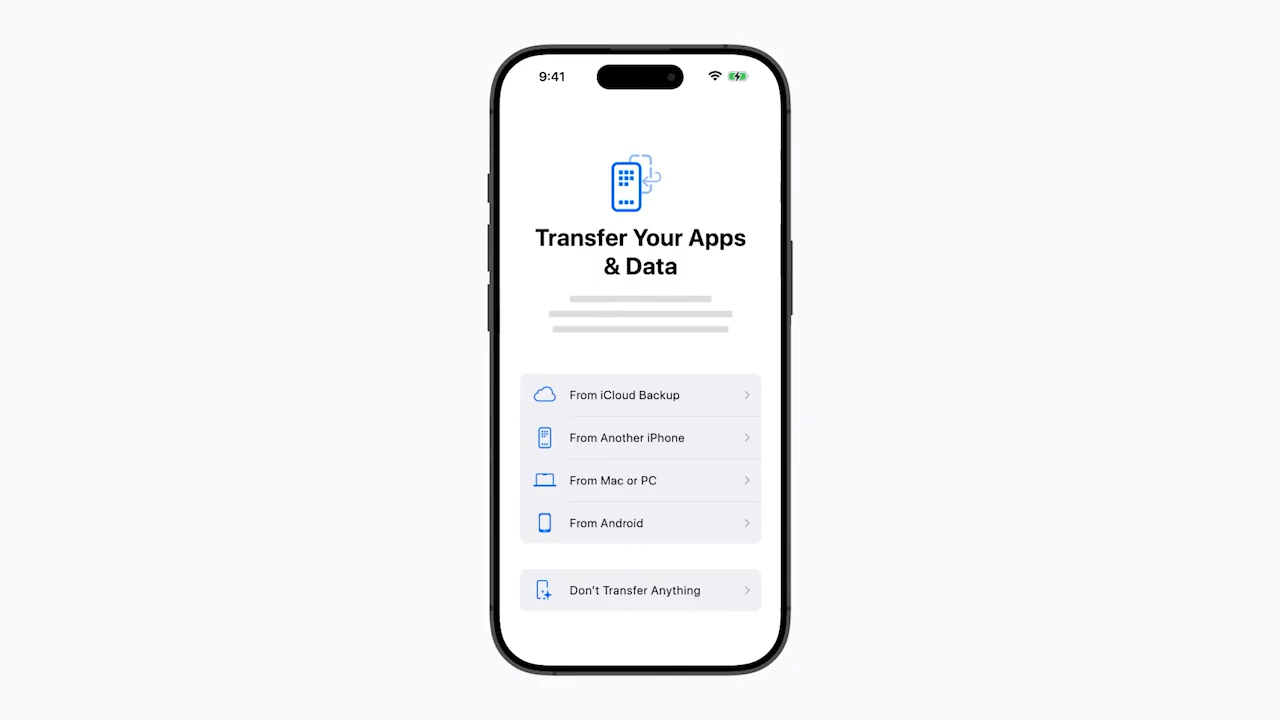 9:41
Transfer Your Apps
& Data
From iCloud Backup
From Another iPhone
From Mac or PC
From Android
Don't Transfer Anything